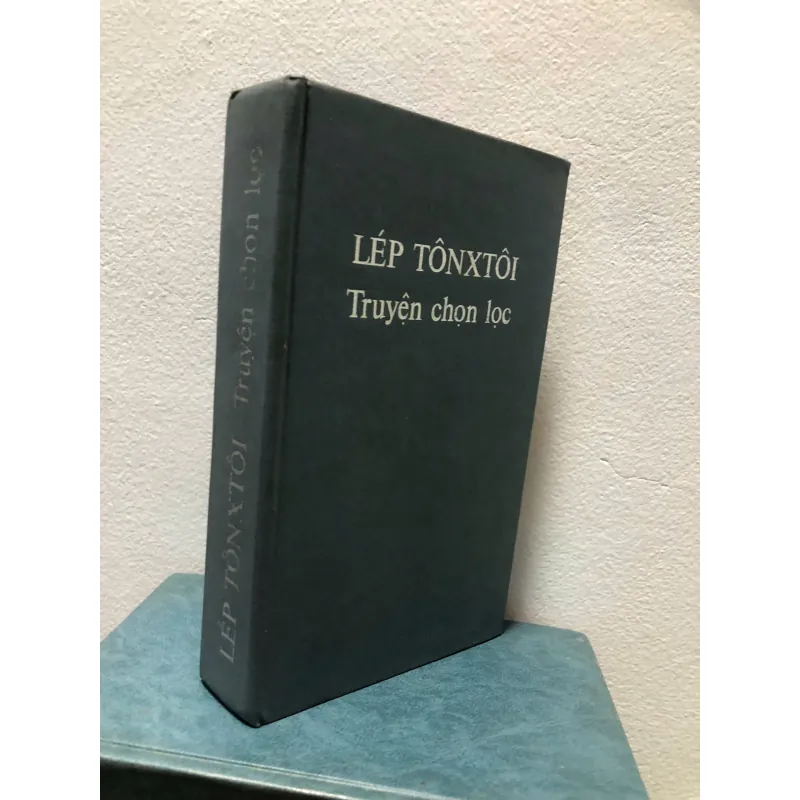 LÉP TÔNXTÔI
Truyện chọn lọc
LÉP TÔNXTÔI Truyện chọn lọc